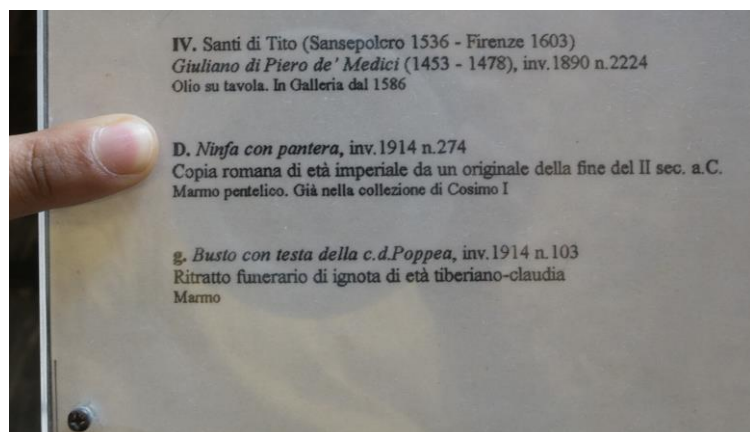 IV. Santi di Tito (Sansepolcro 1536 - Firenze 1603)
Giuliano di Piero de' Medici (1453 - 1478), inv.1890 n.2224
Olio su tavola. In Galleria dal 1586
D. Ninfa con pantera, inv.1914 n.274
Copia romana di età imperiale da un originale della fine del II sec. a.C.
Marmo pentelico. Già nella collezione di Cosimo I
g. Busto con testa della c.d.Poppea, inv.1914 n.103
Ritratto funerario di ignota di età tiberiano-claudia
Marmo